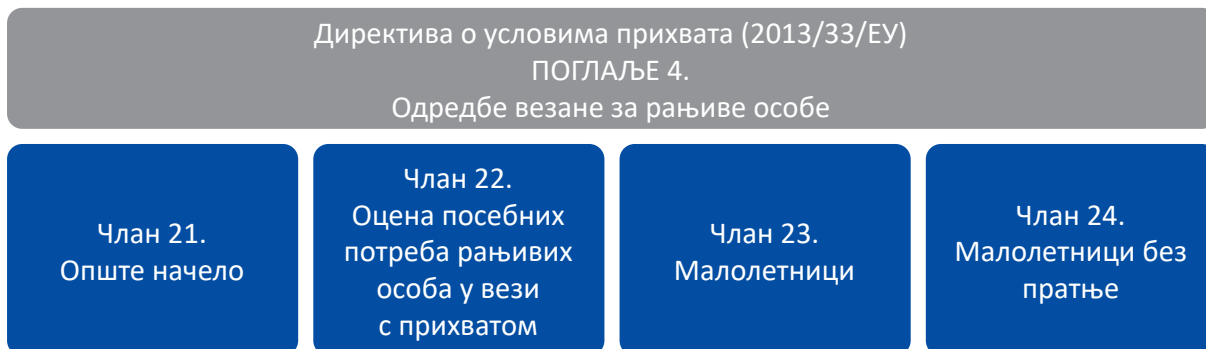 Директива о условима прихвата (2013/33/ЕУ)
ПОГЛАЉЕ 4.
Одредбе везане за рањиве особе
Члан 21.
Опште начело
Члан 22.
Оцена посебних
потреба рањивих
особа у вези
с прихватом
Члан 23.
Малолетници
Члан 24.
Малолетници без
пратње